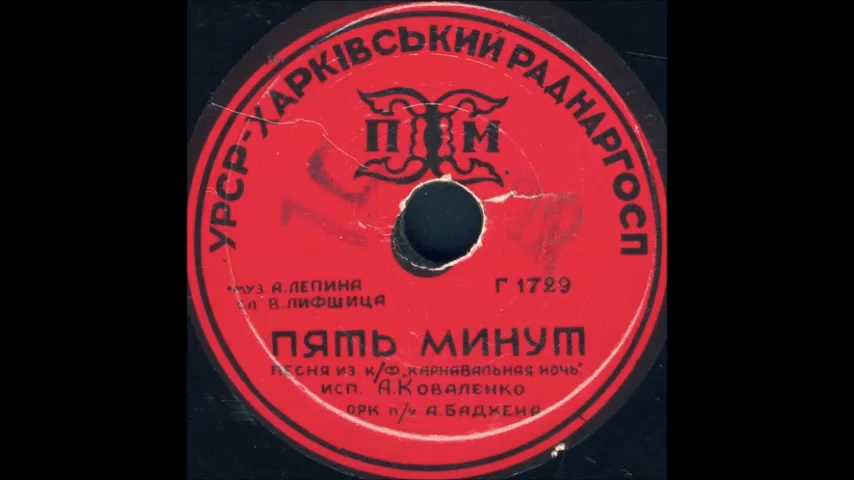 УРСР-ХАРКІВСЬКИЙ РАДНАРГОСП
П М
МУЗ А.ЛЕПИНА
СЛ В.ЛИФШИЦА
Г 1729
ПЯТЬ МИНУТ
ПЕСНЯ ИЗ К/Ф „КАРНАВАЛЬНАЯ НОЧЬ"
ИСП. А.КОВАЛЕНКО
ОРК П/У А.БАДХЕНА